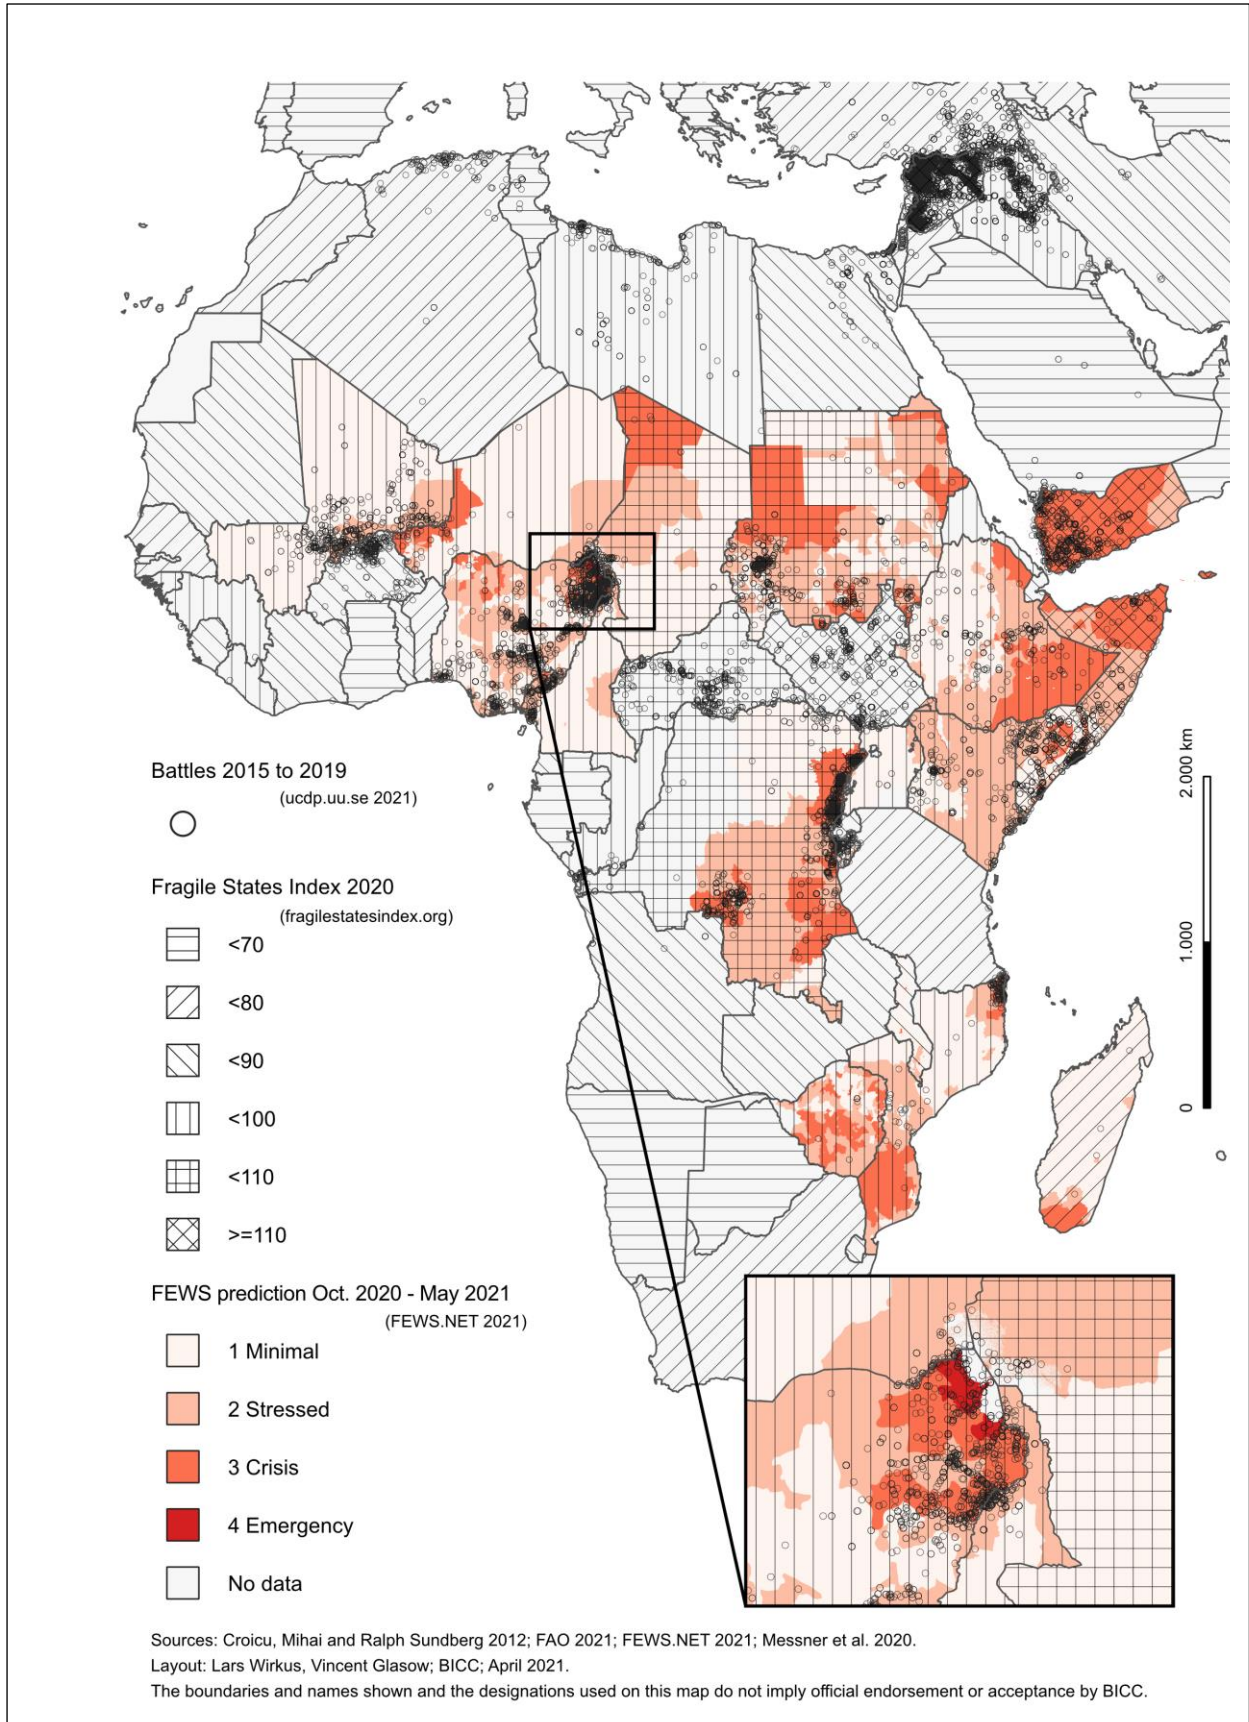 Battles 2015 to 2019
(ucdp.uu.se 2021)
Fragile States Index 2020
(fragilestatesindex.org)
<70
<80
<90
<100
<110
>=110
FEWS prediction Oct. 2020 - May 2021
(FEWS.NET 2021)
1 Minimal
2 Stressed
3 Crisis
4 Emergency
No data
2.000 km
1.000
0
Sources: Croicu, Mihai and Ralph Sundberg 2012; FAO 2021; FEWS.NET 2021; Messner et al. 2020.
Layout: Lars Wirkus, Vincent Glasow; BICC; April 2021.
The boundaries and names shown and the designations used on this map do not imply official endorsement or acceptance by BICC.